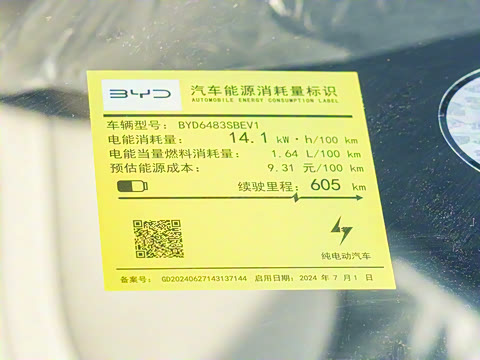 BYD 汽车能源消耗量标识
AUTOMOBILE ENERGY CONSUMPTION LABEL
车辆型号: BYD6483SBEV1
电能消耗量: 14.1 kW·h/100 km
电能当量燃料消耗量: 1.64 L/100 km
预估能源成本: 9.31 元/100 km
续驶里程: 605 km
纯电动汽车
备案号: GD20240627143137144 启用日期: 2024 年 7 月 1 日